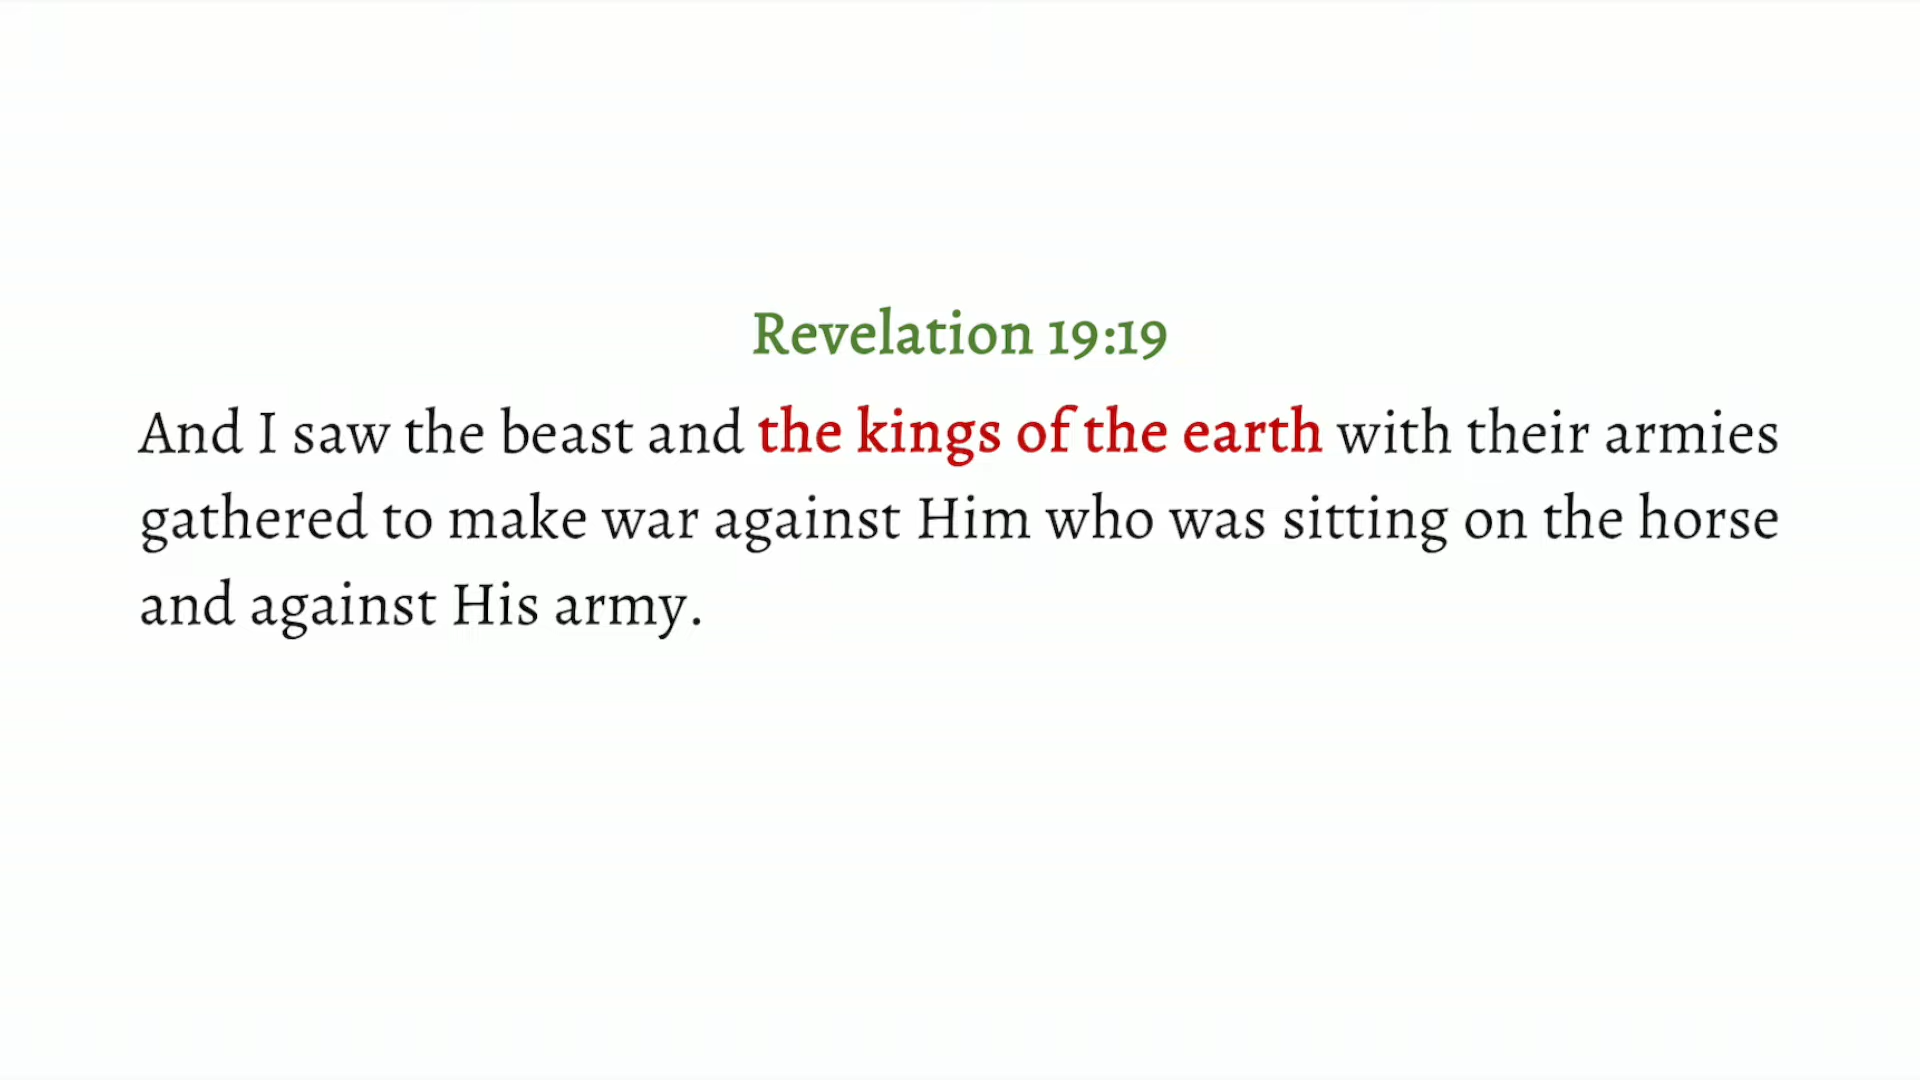 Revelation 19:19
And I saw the beast and the kings of the earth with their armies
gathered to make war against Him who was sitting on the horse
and against His army.